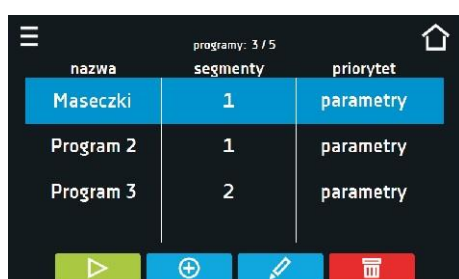 programy: 3 / 5
nazwa segmenty priorytet
Maseczki 1 parametry
Program 2 1 parametry
Program 3 2 parametry